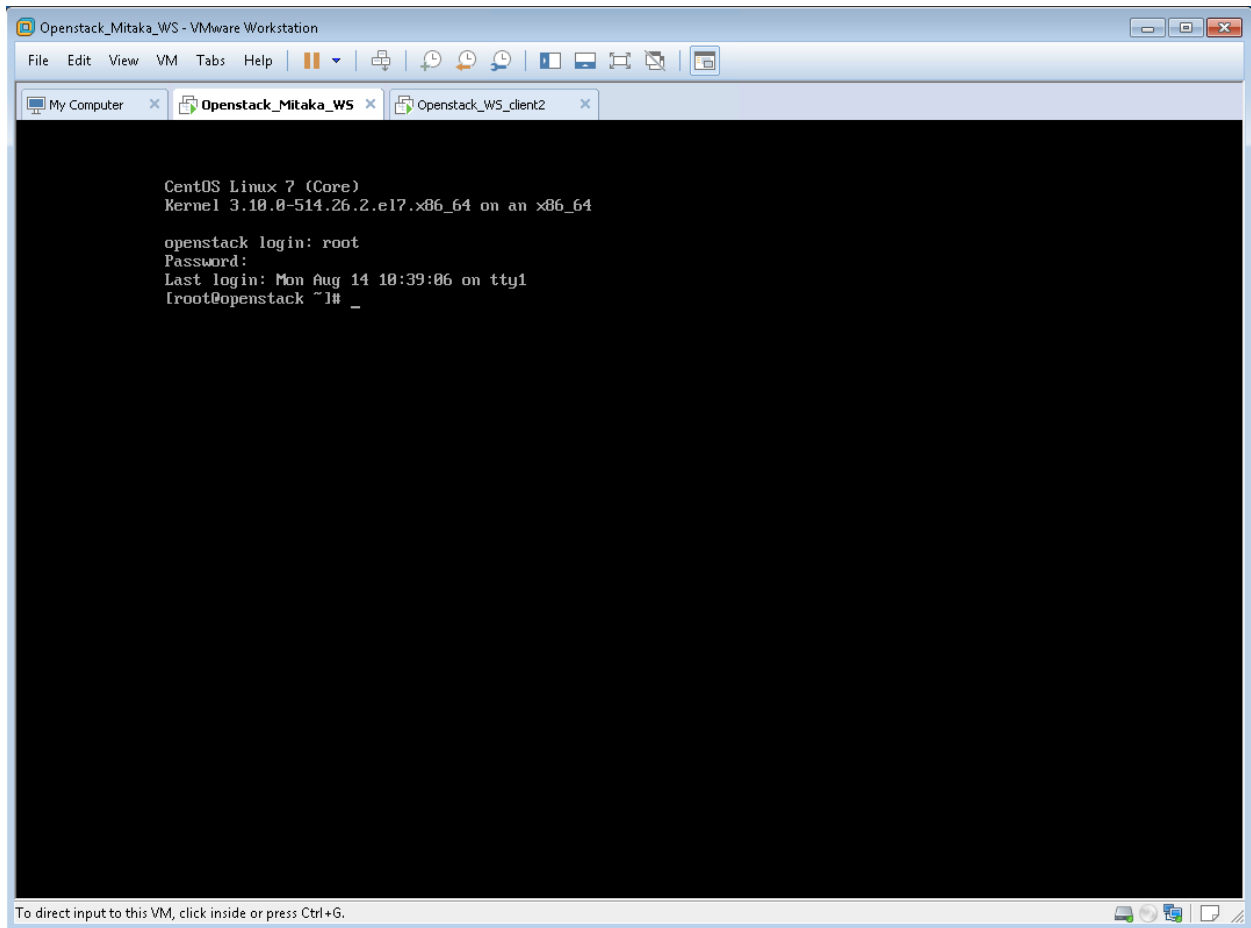 Openstack_Mitaka_WS - VMware Workstation
File Edit View VM Tabs Help
My Computer Openstack_Mitaka_WS Openstack_WS_client2
CentOS Linux 7 (Core)
Kernel 3.10.0-514.26.2.el7.x86_64 on an x86_64
openstack login: root
Password:
Last login: Mon Aug 14 10:39:06 on tty1
[root@openstack ~]# _
To direct input to this VM, click inside or press Ctrl+G.